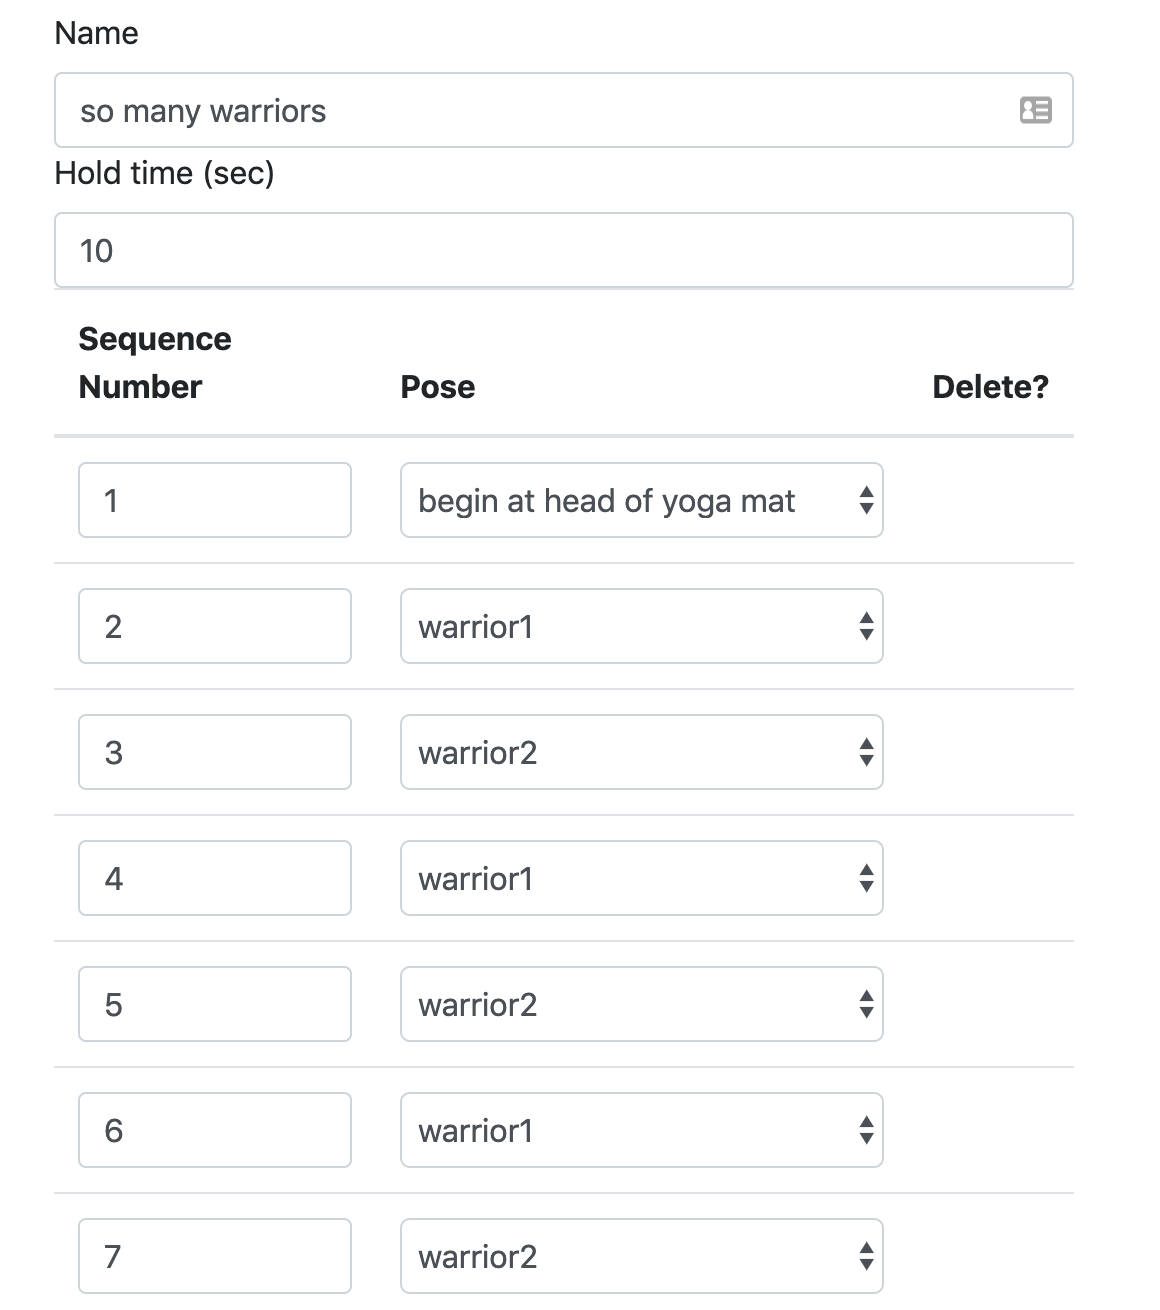 Name
so many warriors
Hold time (sec)
10
Sequence
Number Pose Delete?
1 begin at head of yoga mat
2 warrior1
3 warrior2
4 warrior1
5 warrior2
6 warrior1
7 warrior2